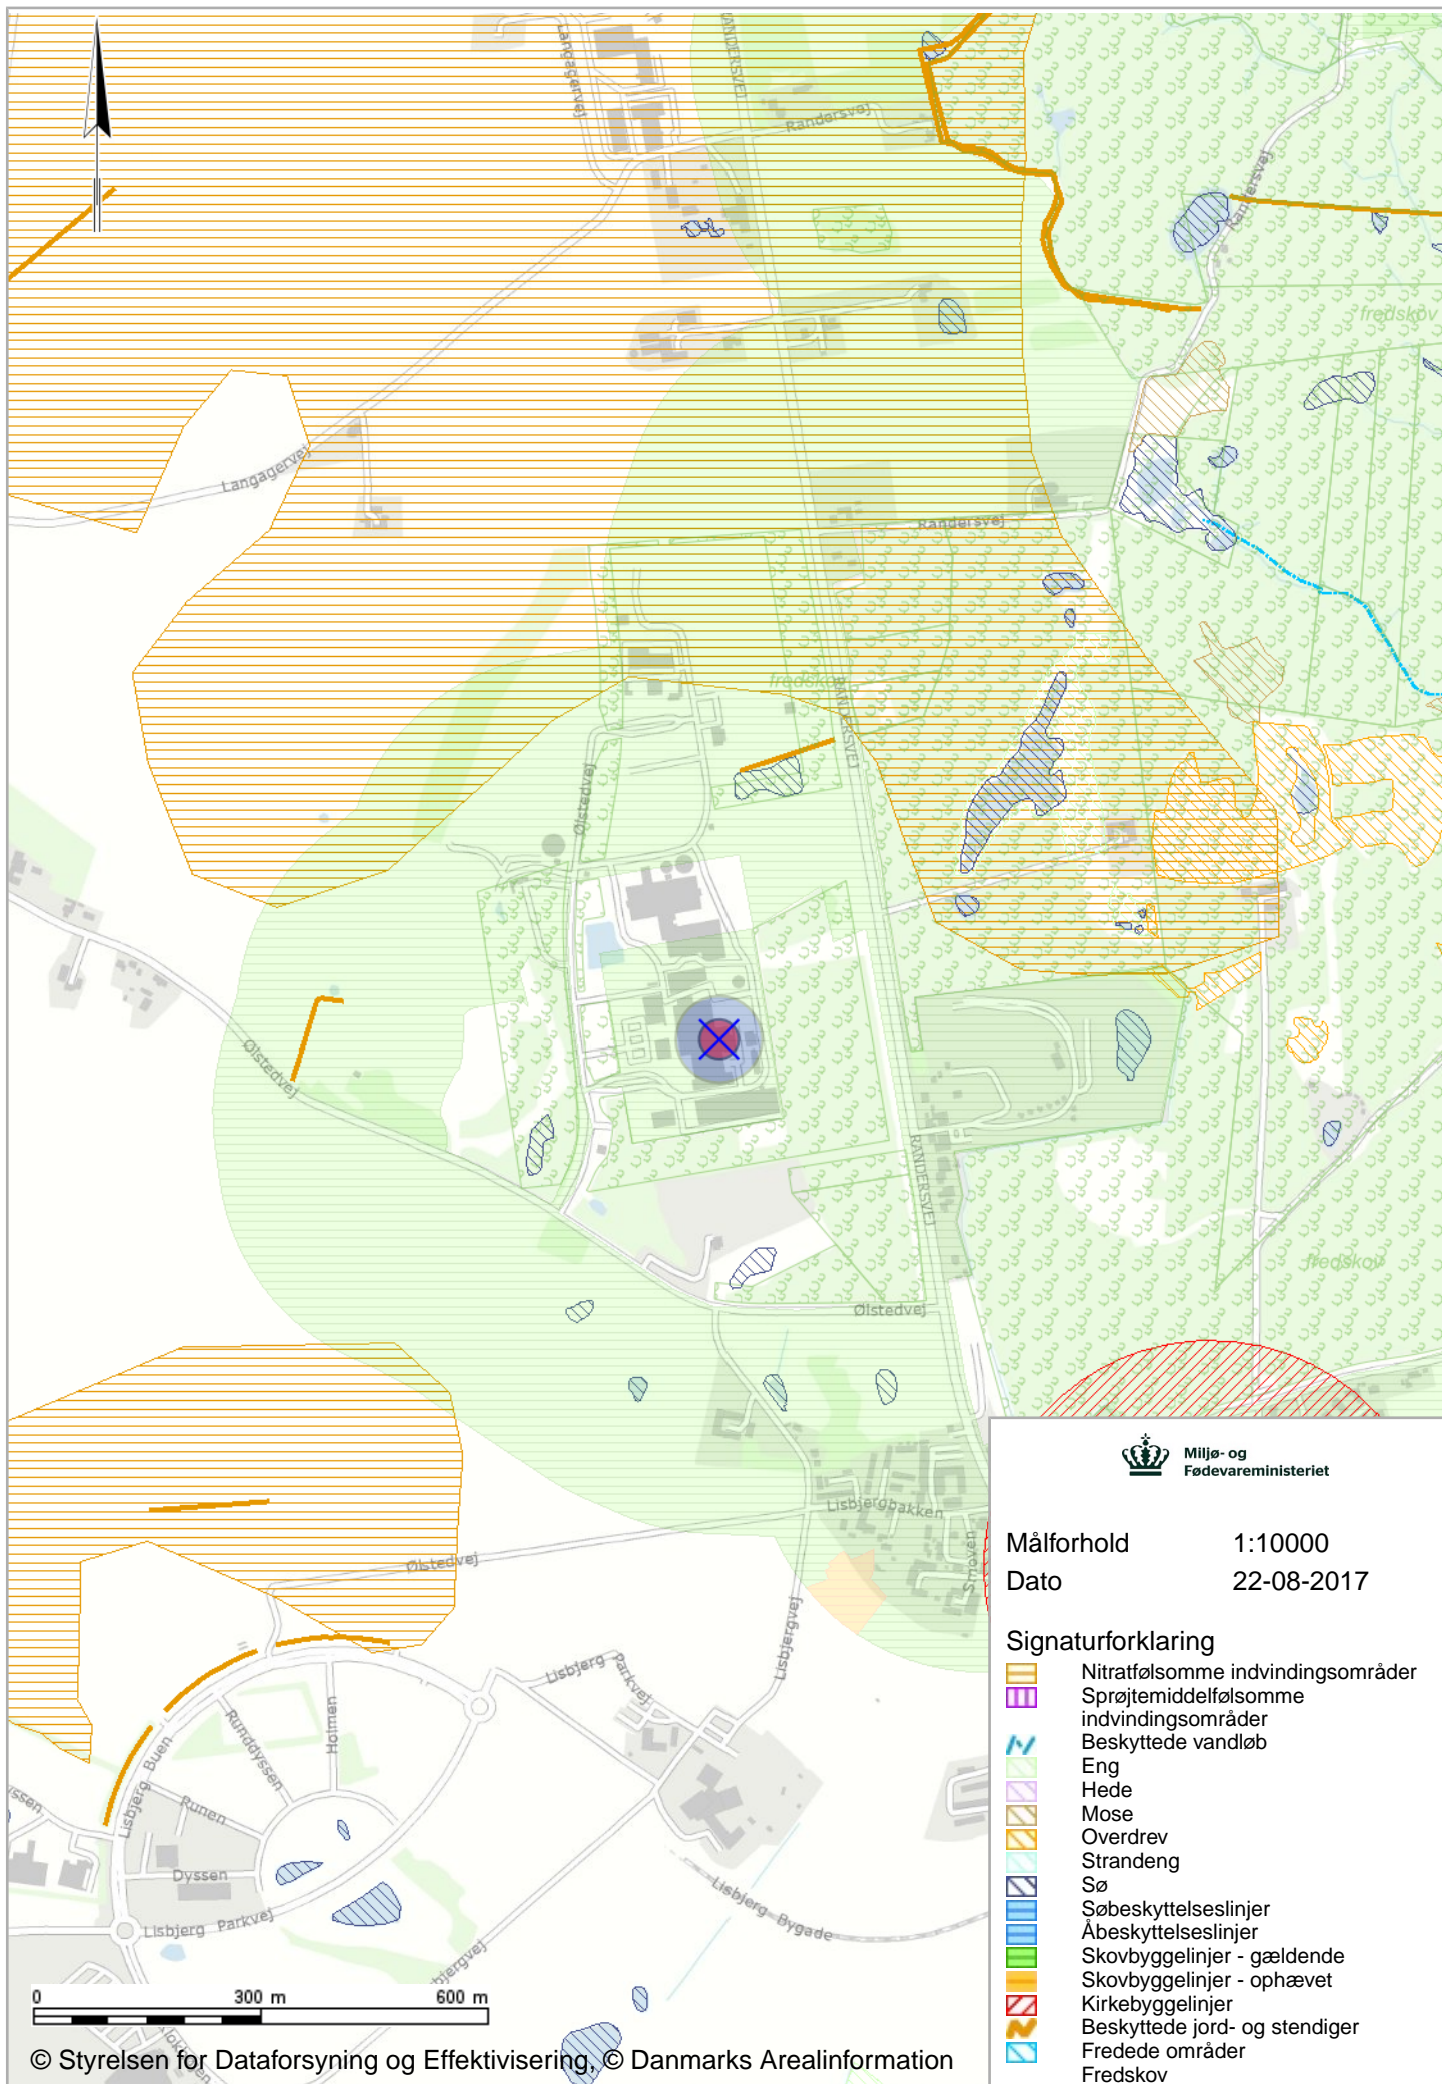 Langagervej
RANDERSVEJ
Randersvej
Randersvej
fredskov
Langagervej
Randersvej
fredskov
RANDERSVEJ
Ølstedvej
Ølstedvej
RANDERSVEJ
fredskov
Ølstedvej
Lisbjergbakken
Smoven
Ølstedvej
Lisbjergvej
Lisbjerg Parkvej
Holmen
Runddyssen
Lisbjerg Buen
Runen
yssen
Dyssen
Lisbjerg Parkvej
Lisbjerg Bygade
bjergvej
0 300 m 600 m
© Styrelsen for Dataforsyning og Effektivisering, © Danmarks Arealinformation
Miljø- og
Fødevareministeriet
Målforhold 1:10000
Dato 22-08-2017
Signaturforklaring
Nitratfølsomme indvindingsområder
Sprøjtemiddelfølsomme
indvindingsområder
Beskyttede vandløb
Eng
Hede
Mose
Overdrev
Strandeng
Sø
Søbeskyttelseslinjer
Åbeskyttelseslinjer
Skovbyggelinjer - gældende
Skovbyggelinjer - ophævet
Kirkebyggelinjer
Beskyttede jord- og stendiger
Fredede områder
Fredskov